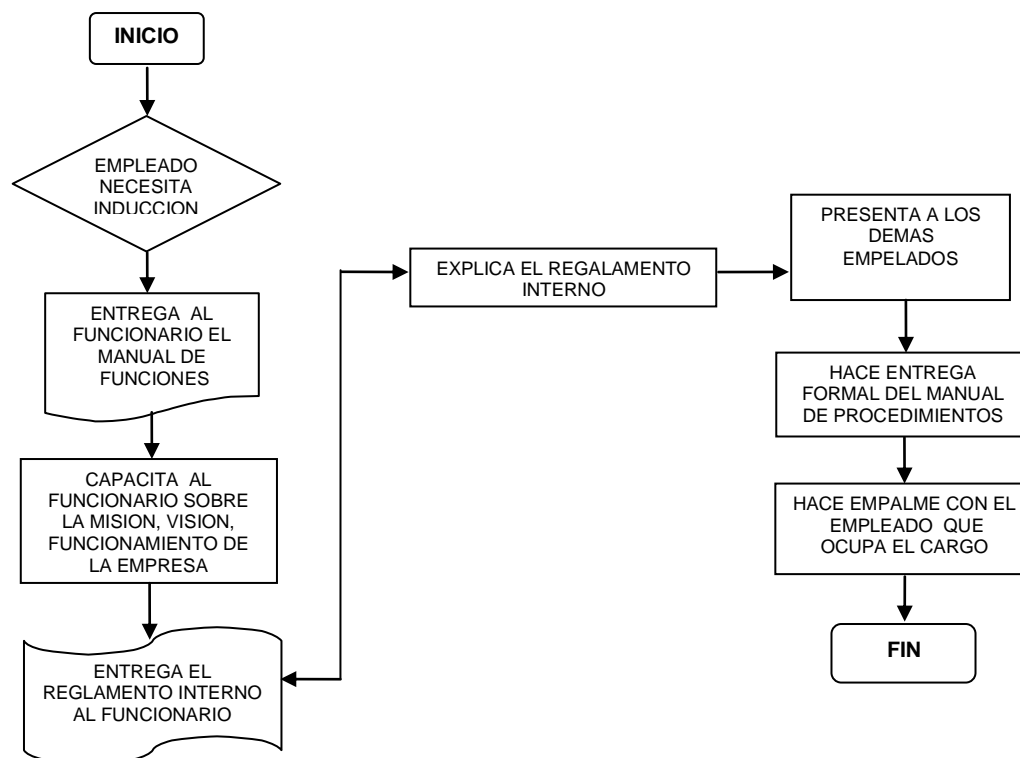 INICIO
EMPLEADO
NECESITA
INDUCCION
ENTREGA AL
FUNCIONARIO EL
MANUAL DE
FUNCIONES
CAPACITA AL
FUNCIONARIO SOBRE
LA MISION, VISION,
FUNCIONAMIENTO DE
LA EMPRESA
ENTREGA EL
REGLAMENTO INTERNO
AL FUNCIONARIO
EXPLICA EL REGALAMENTO
INTERNO
PRESENTA A LOS
DEMAS
EMPELADOS
HACE ENTREGA
FORMAL DEL MANUAL
DE PROCEDIMIENTOS
HACE EMPALME CON EL
EMPLEADO QUE
OCUPA EL CARGO
FIN